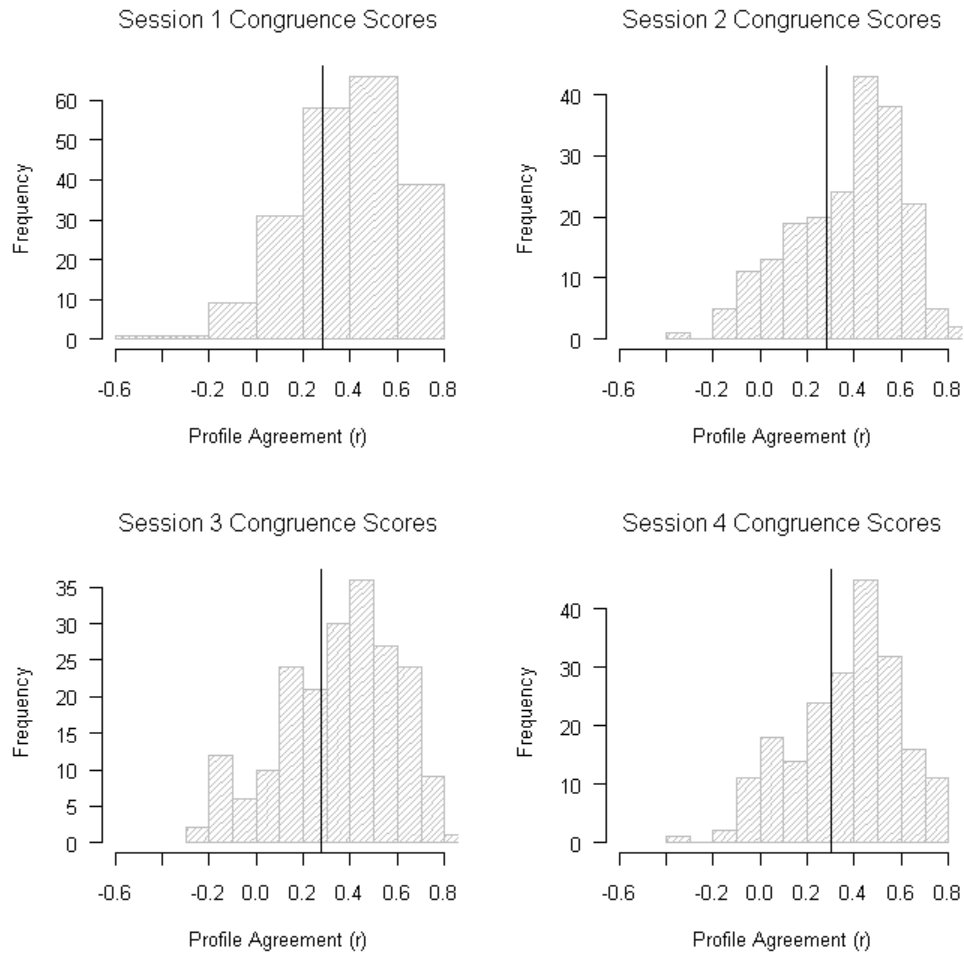 Session 1 Congruence Scores
Frequency
60
50
40
30
20
10
0
-0.6 -0.2 0.0 0.2 0.4 0.6 0.8
Profile Agreement (r)
Session 2 Congruence Scores
Frequency
40
30
20
10
0
-0.6 -0.2 0.0 0.2 0.4 0.6 0.8
Profile Agreement (r)
Session 3 Congruence Scores
Frequency
35
30
25
20
15
10
5
0
-0.6 -0.2 0.0 0.2 0.4 0.6 0.8
Profile Agreement (r)
Session 4 Congruence Scores
Frequency
40
30
20
10
0
-0.6 -0.2 0.0 0.2 0.4 0.6 0.8
Profile Agreement (r)